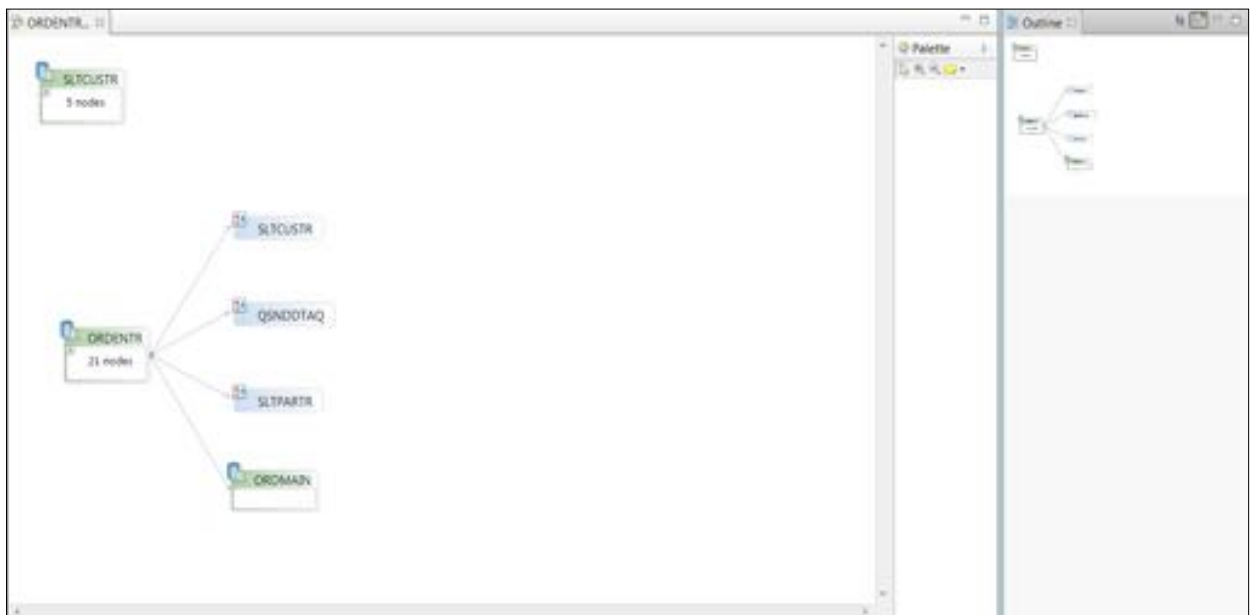 ORDENTR...
Outline
Palette
SLTCUSTR
5 nodes
SLTCUSTR
QSNDDTAQ
ORDENTR
21 nodes
SLTPARTR
ORDMAIN